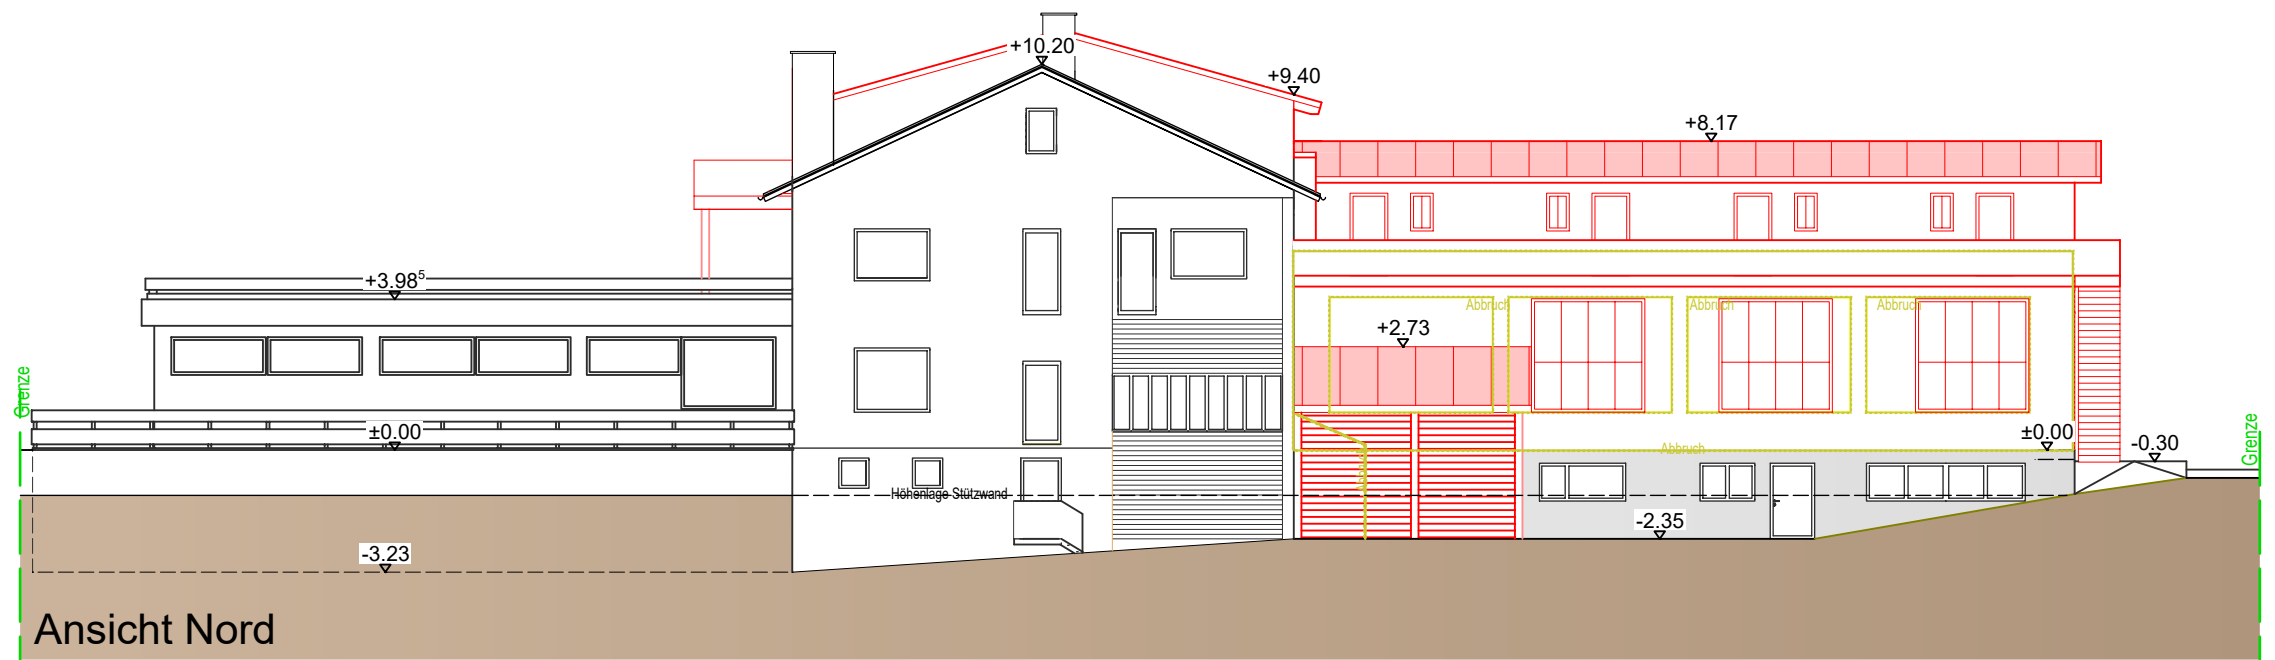 +10.20
+9.40
+8.17
+3.98⁵
Abbruch
Abbruch
Abbruch
+2.73
Grenze
±0.00
±0.00
-0.30
Grenze
Abbruch
Höhenlage Stützwand
-2.35
-3.23
Ansicht Nord